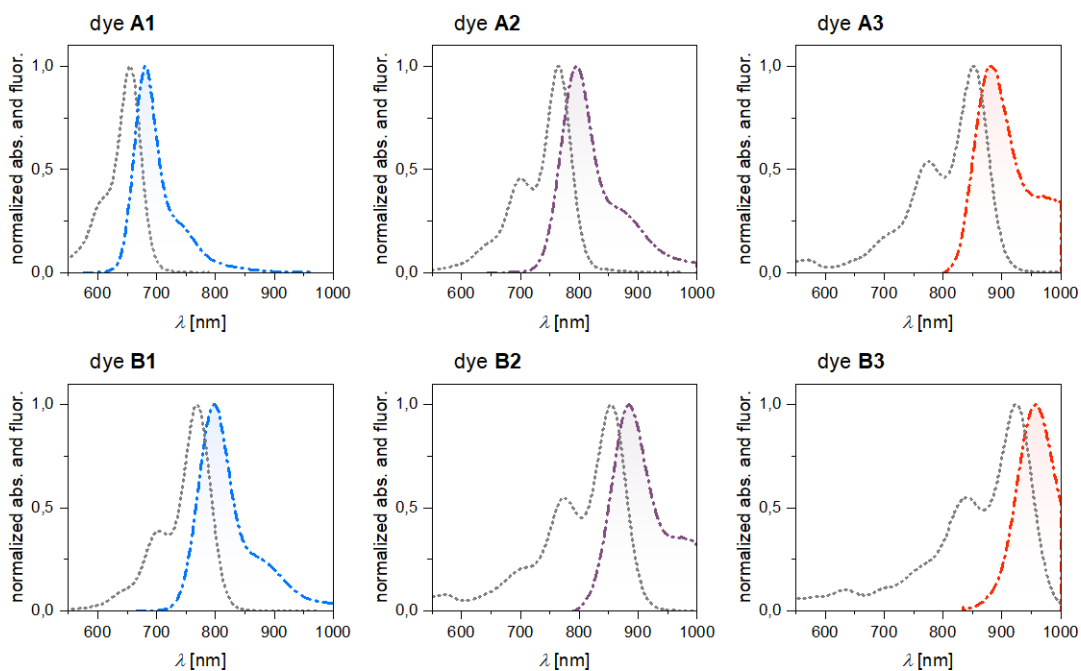 dye A1
dye A2
dye A3
normalized abs. and fluor.
1,0
0,5
0,0
600 700 800 900 1000
λ [nm]
normalized abs. and fluor.
1,0
0,5
0,0
600 700 800 900 1000
λ [nm]
normalized abs. and fluor.
1,0
0,5
0,0
600 700 800 900 1000
λ [nm]
dye B1
dye B2
dye B3
normalized abs. and fluor.
1,0
0,5
0,0
600 700 800 900 1000
λ [nm]
normalized abs. and fluor.
1,0
0,5
0,0
600 700 800 900 1000
λ [nm]
normalized abs. and fluor.
1,0
0,5
0,0
600 700 800 900 1000
λ [nm]